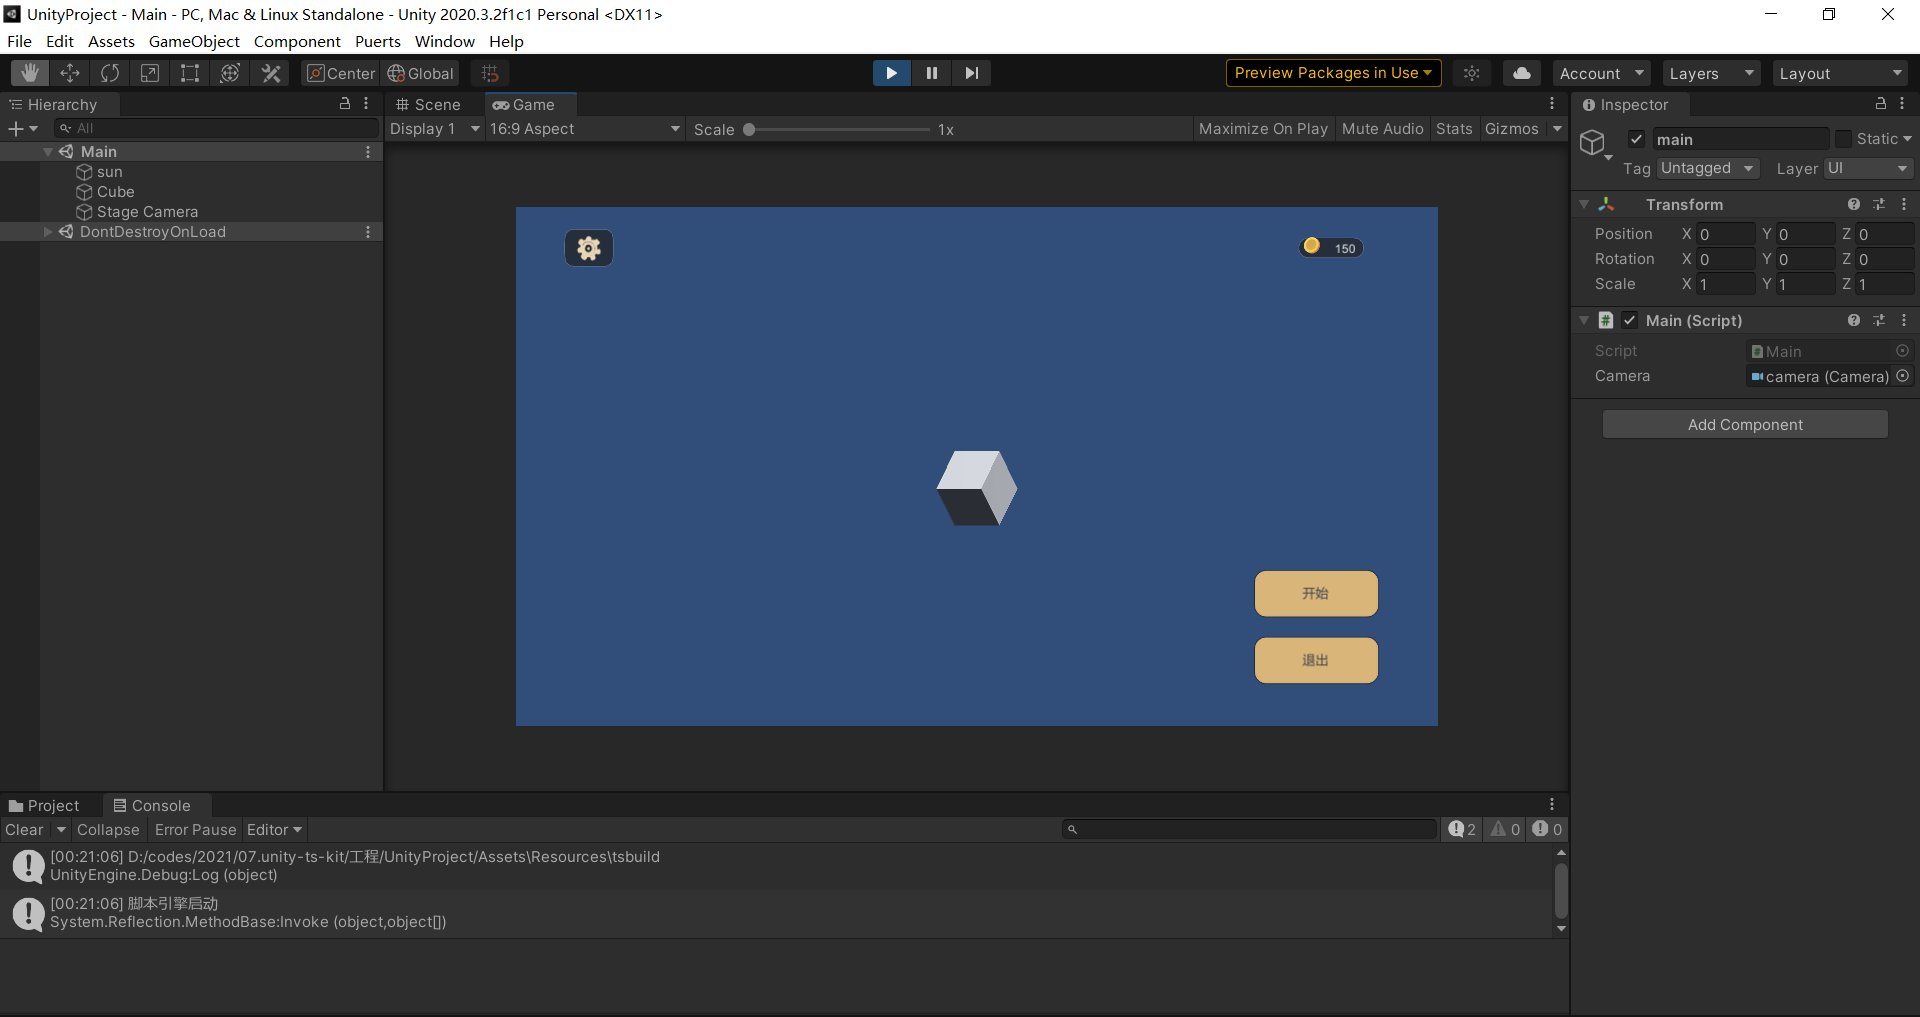 UnityProject - Main - PC, Mac & Linux Standalone - Unity 2020.3.2f1c1 Personal <DX11>
File Edit Assets GameObject Component Puerts Window Help
Center Global Preview Packages in Use Account Layers Layout
Hierarchy
All
Main
sun
Cube
Stage Camera
DontDestroyOnLoad
Scene Game
Display 1 16:9 Aspect Scale 1x Maximize On Play Mute Audio Stats Gizmos
150
开始
退出
Inspector
main Static
Tag Untagged Layer UI
Transform
Position X 0 Y 0 Z 0
Rotation X 0 Y 0 Z 0
Scale X 1 Y 1 Z 1
Main (Script)
Script Main
Camera camera (Camera)
Add Component
Project Console
Clear Collapse Error Pause Editor 2 0 0
[00:21:06] D:/codes/2021/07.unity-ts-kit/工程/UnityProject/Assets\Resources\tsbuild
UnityEngine.Debug:Log (object)
[00:21:06] 脚本引擎启动
System.Reflection.MethodBase:Invoke (object,object[])